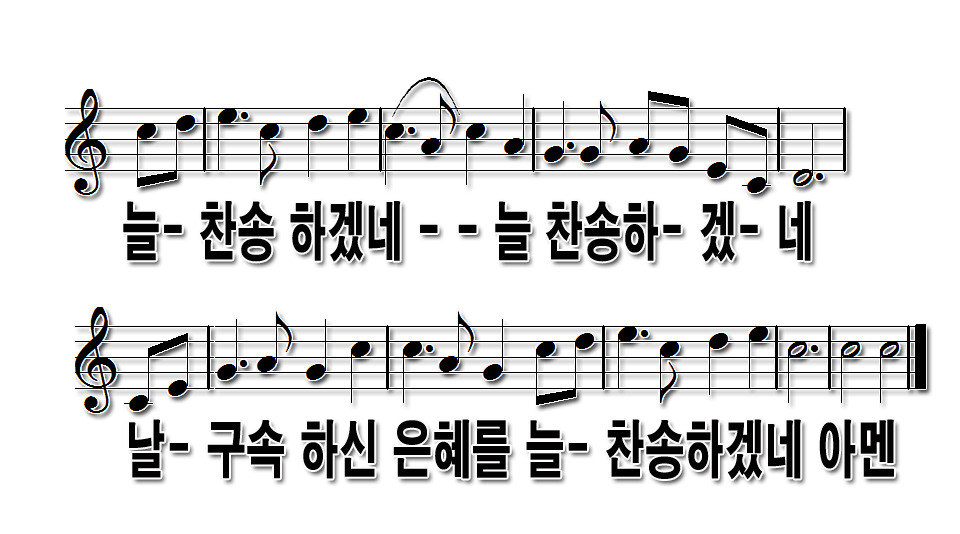 늘- 찬송 하겠네 - - 늘 찬송하- 겠- 네
날- 구속 하신 은혜를 늘- 찬송하겠네 아멘